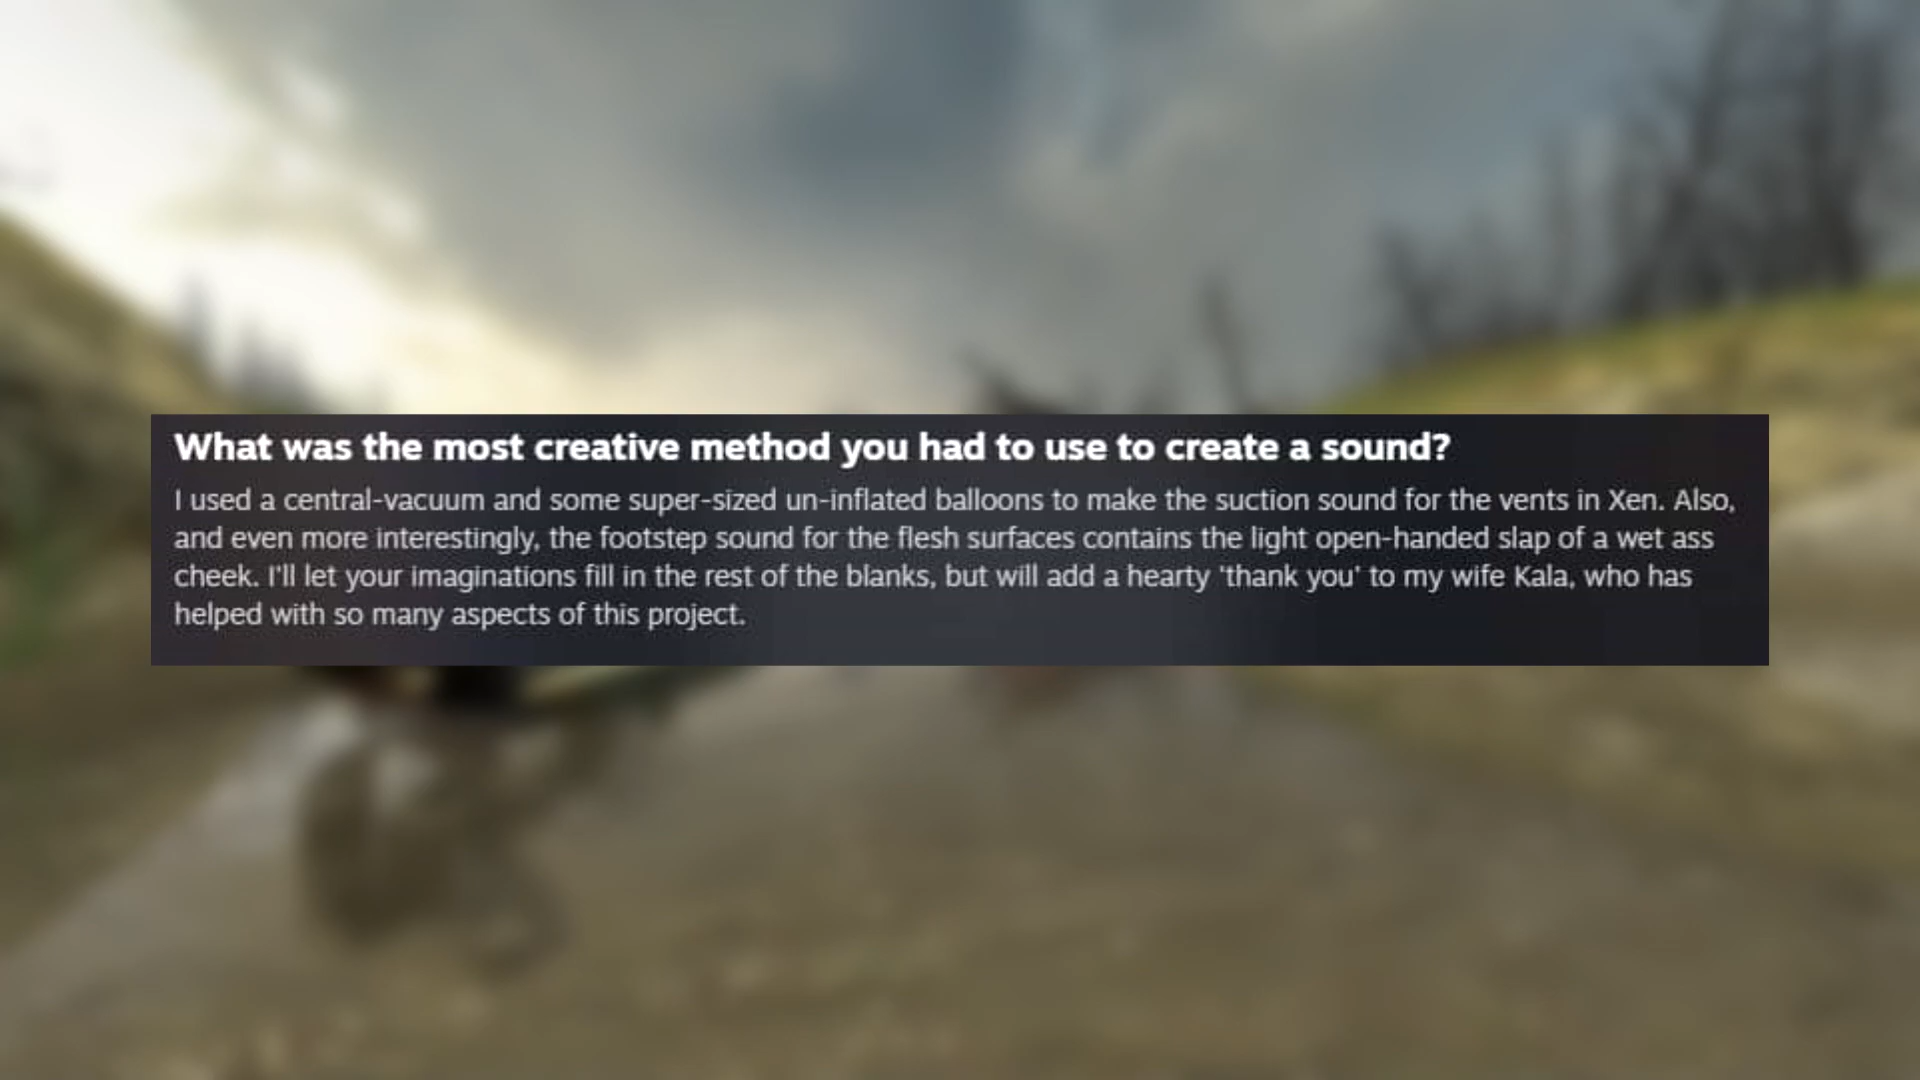 What was the most creative method you had to use to create a sound?
I used a central-vacuum and some super-sized un-inflated balloons to make the suction sound for the vents in Xen. Also,
and even more interestingly, the footstep sound for the flesh surfaces contains the light open-handed slap of a wet ass
cheek. I'll let your imaginations fill in the rest of the blanks, but will add a hearty 'thank you' to my wife Kala, who has
helped with so many aspects of this project.